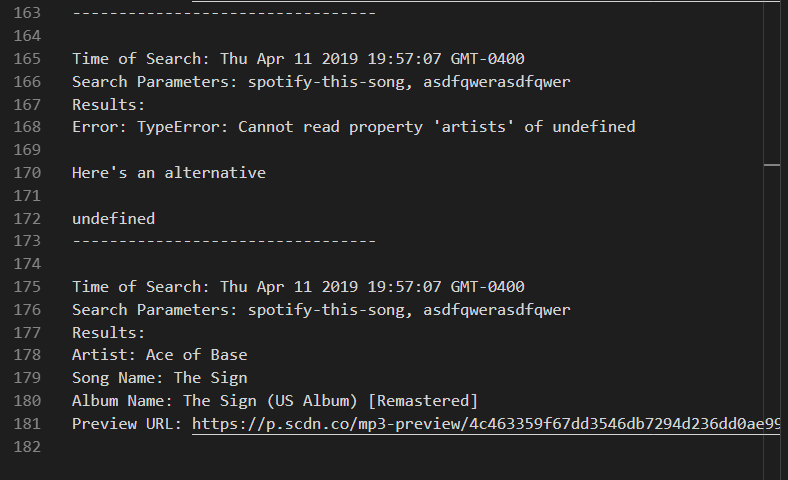 163 --------------------------------
164
165 Time of Search: Thu Apr 11 2019 19:57:07 GMT-0400
166 Search Parameters: spotify-this-song, asdfqwerasdfqwer
167 Results:
168 Error: TypeError: Cannot read property 'artists' of undefined
169
170 Here's an alternative
171
172 undefined
173 ---------------------------------
174
175 Time of Search: Thu Apr 11 2019 19:57:07 GMT-0400
176 Search Parameters: spotify-this-song, asdfqwerasdfqwer
177 Results:
178 Artist: Ace of Base
179 Song Name: The Sign
180 Album Name: The Sign (US Album) [Remastered]
181 Preview URL: https://p.scdn.co/mp3-preview/4c463359f67dd3546db7294d236dd0ae99
182